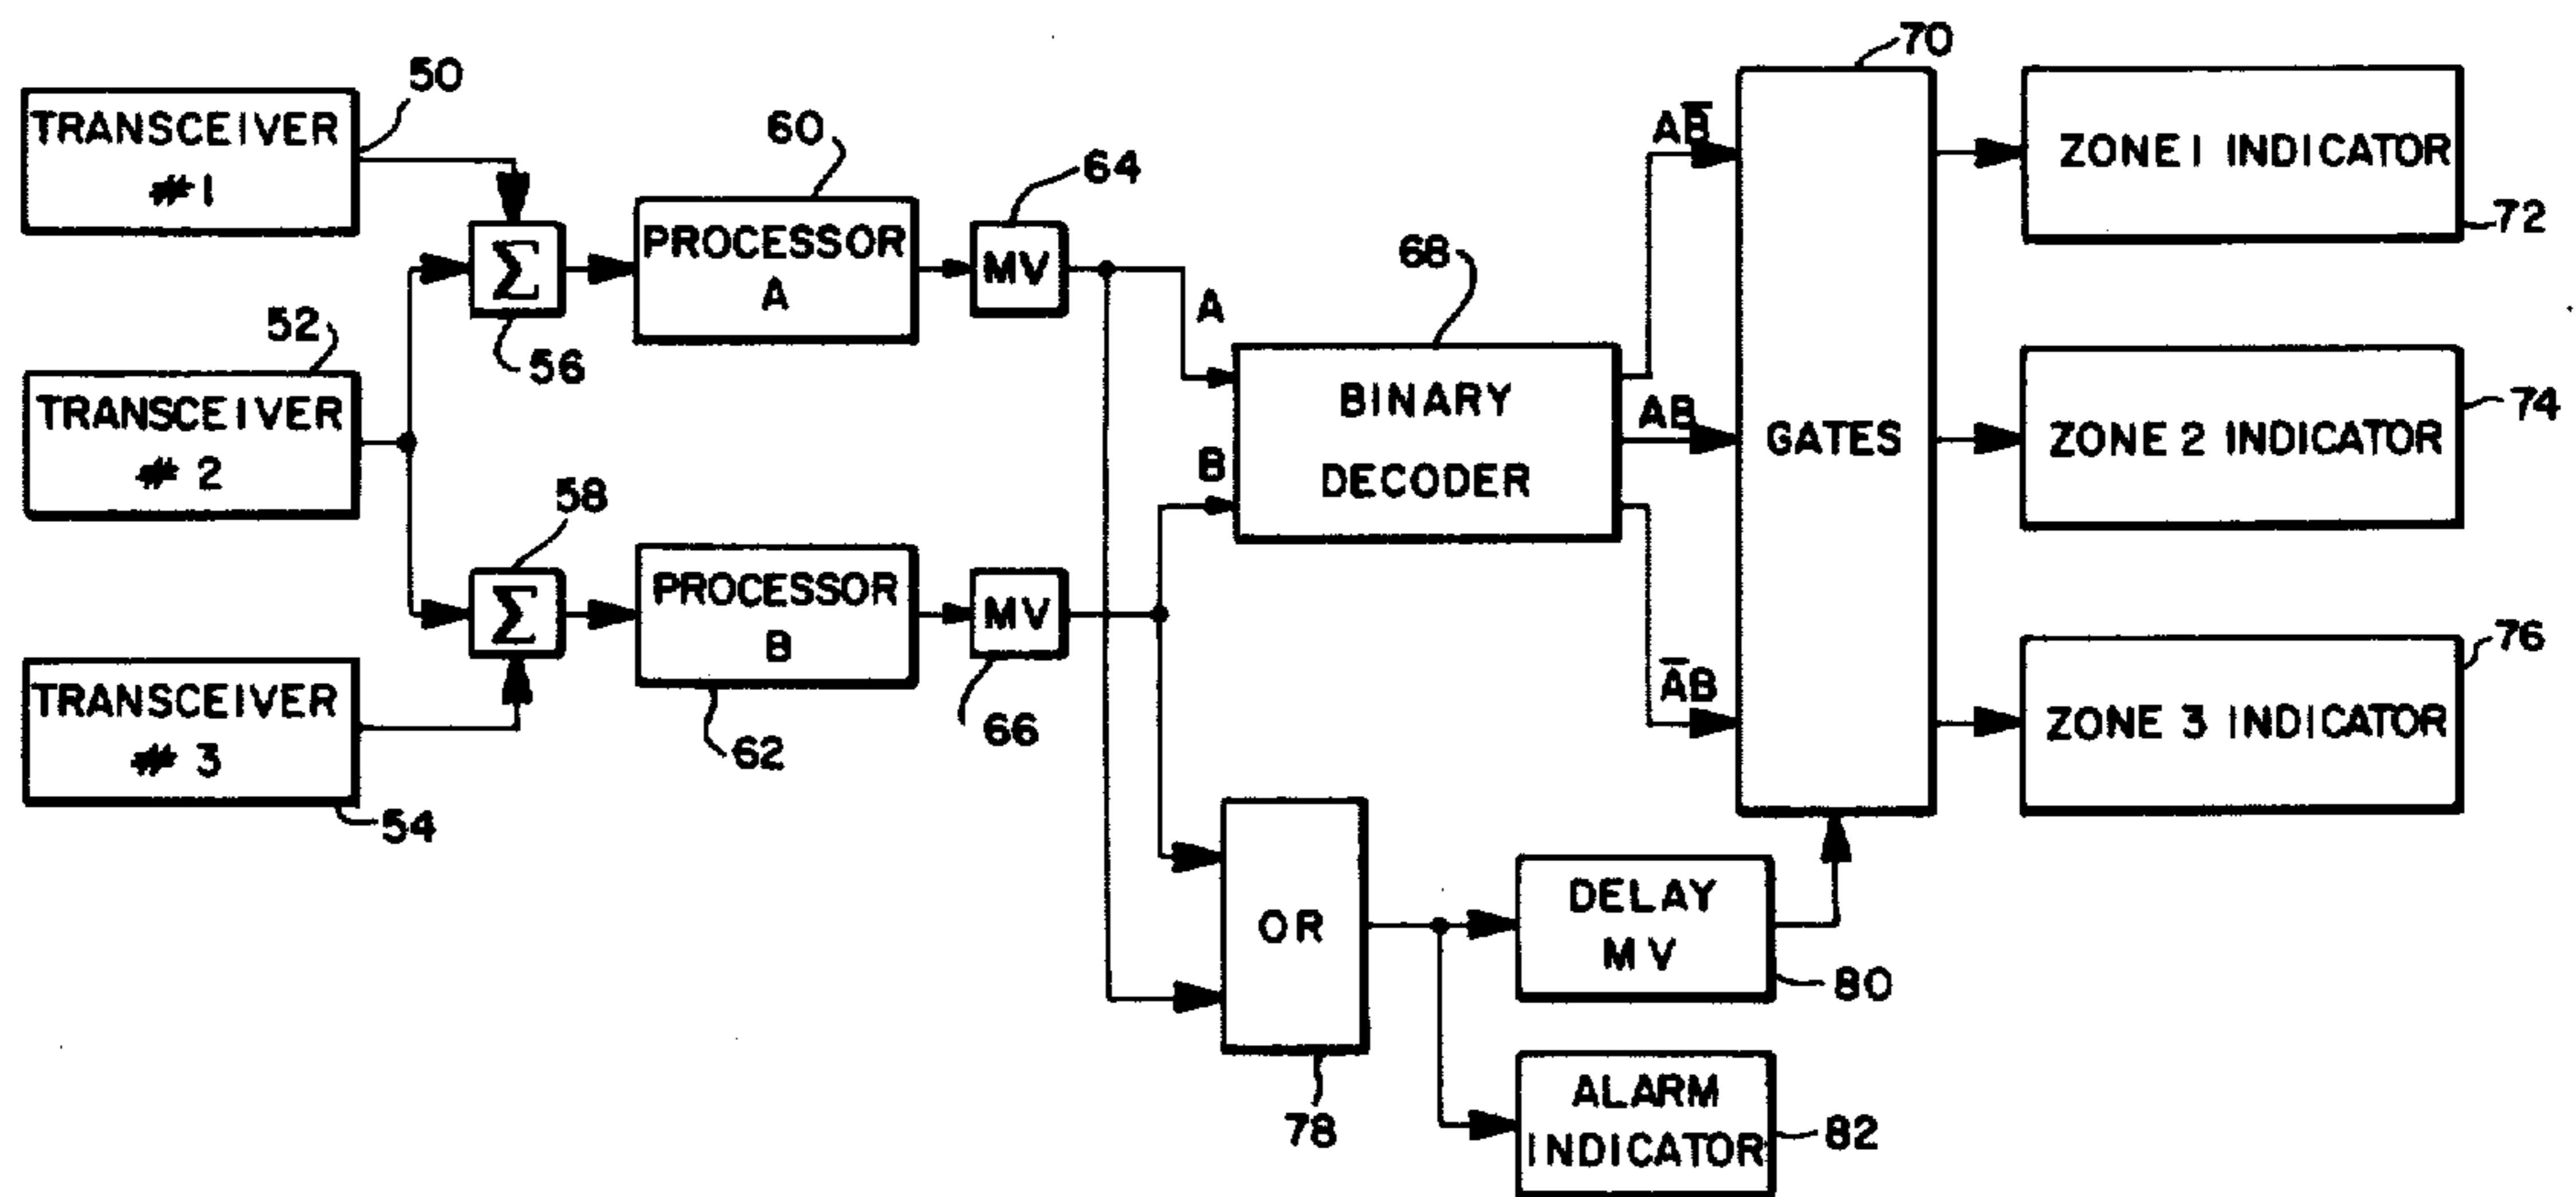 TRANSCEIVER
#1
50
TRANSCEIVER
# 2
52
TRANSCEIVER
# 3
54
Σ
56
Σ
58
PROCESSOR
A
60
PROCESSOR
B
62
MV
64
MV
66
A
B
BINARY
DECODER
68
AB̅
AB
A̅B
GATES
70
ZONE 1 INDICATOR
72
ZONE 2 INDICATOR
74
ZONE 3 INDICATOR
76
OR
78
DELAY
MV
80
ALARM
INDICATOR
82